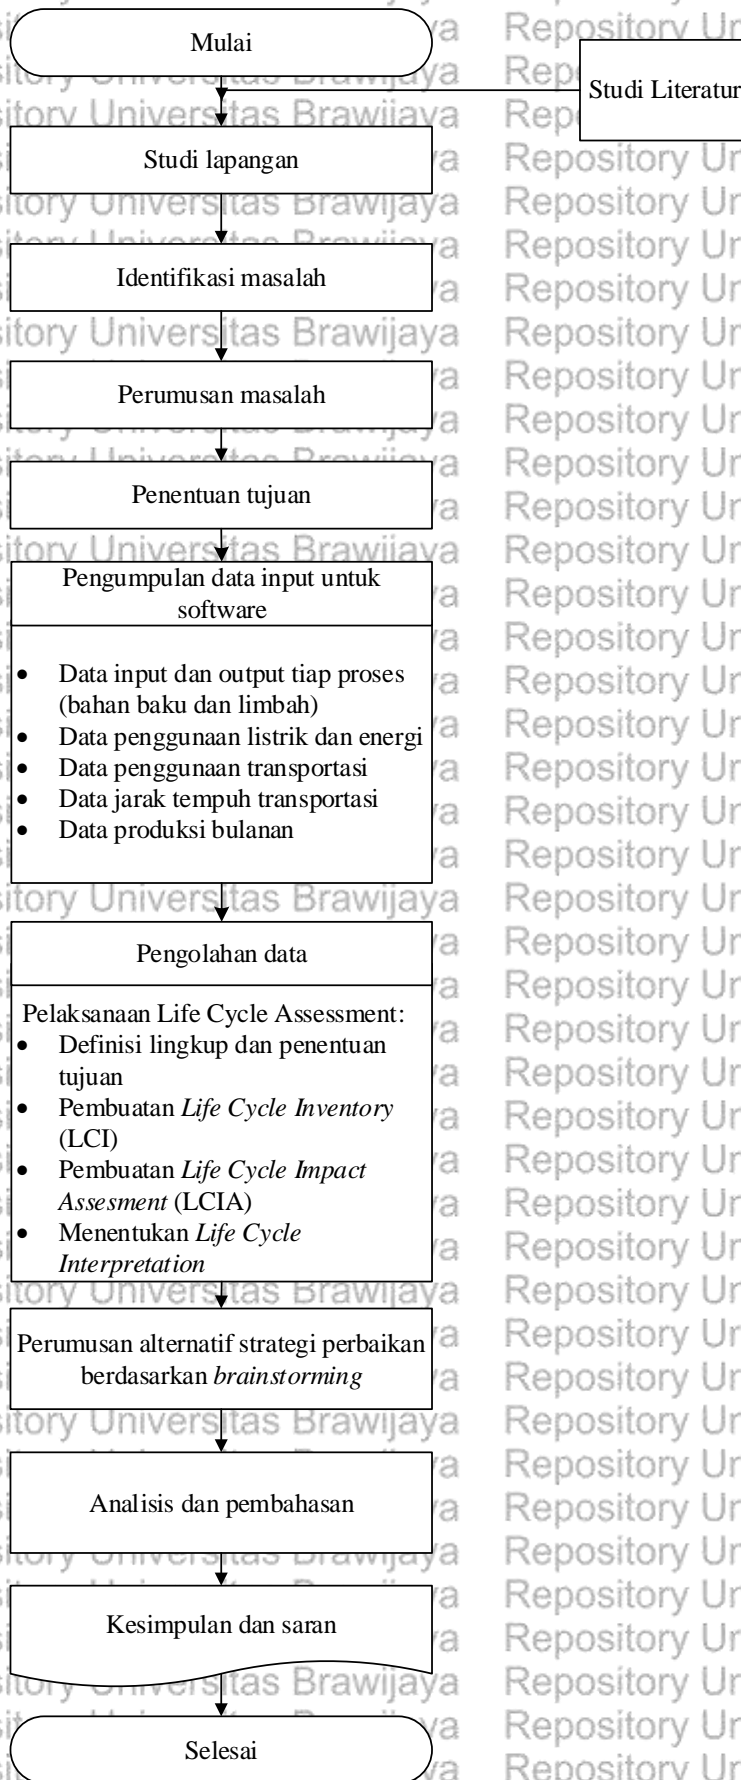 Mulai
Studi Literatur
Studi lapangan
Identifikasi masalah
Perumusan masalah
Penentuan tujuan
Pengumpulan data input untuk
software
• Data input dan output tiap proses
(bahan baku dan limbah)
• Data penggunaan listrik dan energi
• Data penggunaan transportasi
• Data jarak tempuh transportasi
• Data produksi bulanan
Pengolahan data
Pelaksanaan Life Cycle Assessment:
• Definisi lingkup dan penentuan
tujuan
• Pembuatan Life Cycle Inventory
(LCI)
• Pembuatan Life Cycle Impact
Assesment (LCIA)
• Menentukan Life Cycle
Interpretation
Perumusan alternatif strategi perbaikan
berdasarkan brainstorming
Analisis dan pembahasan
Kesimpulan dan saran
Selesai